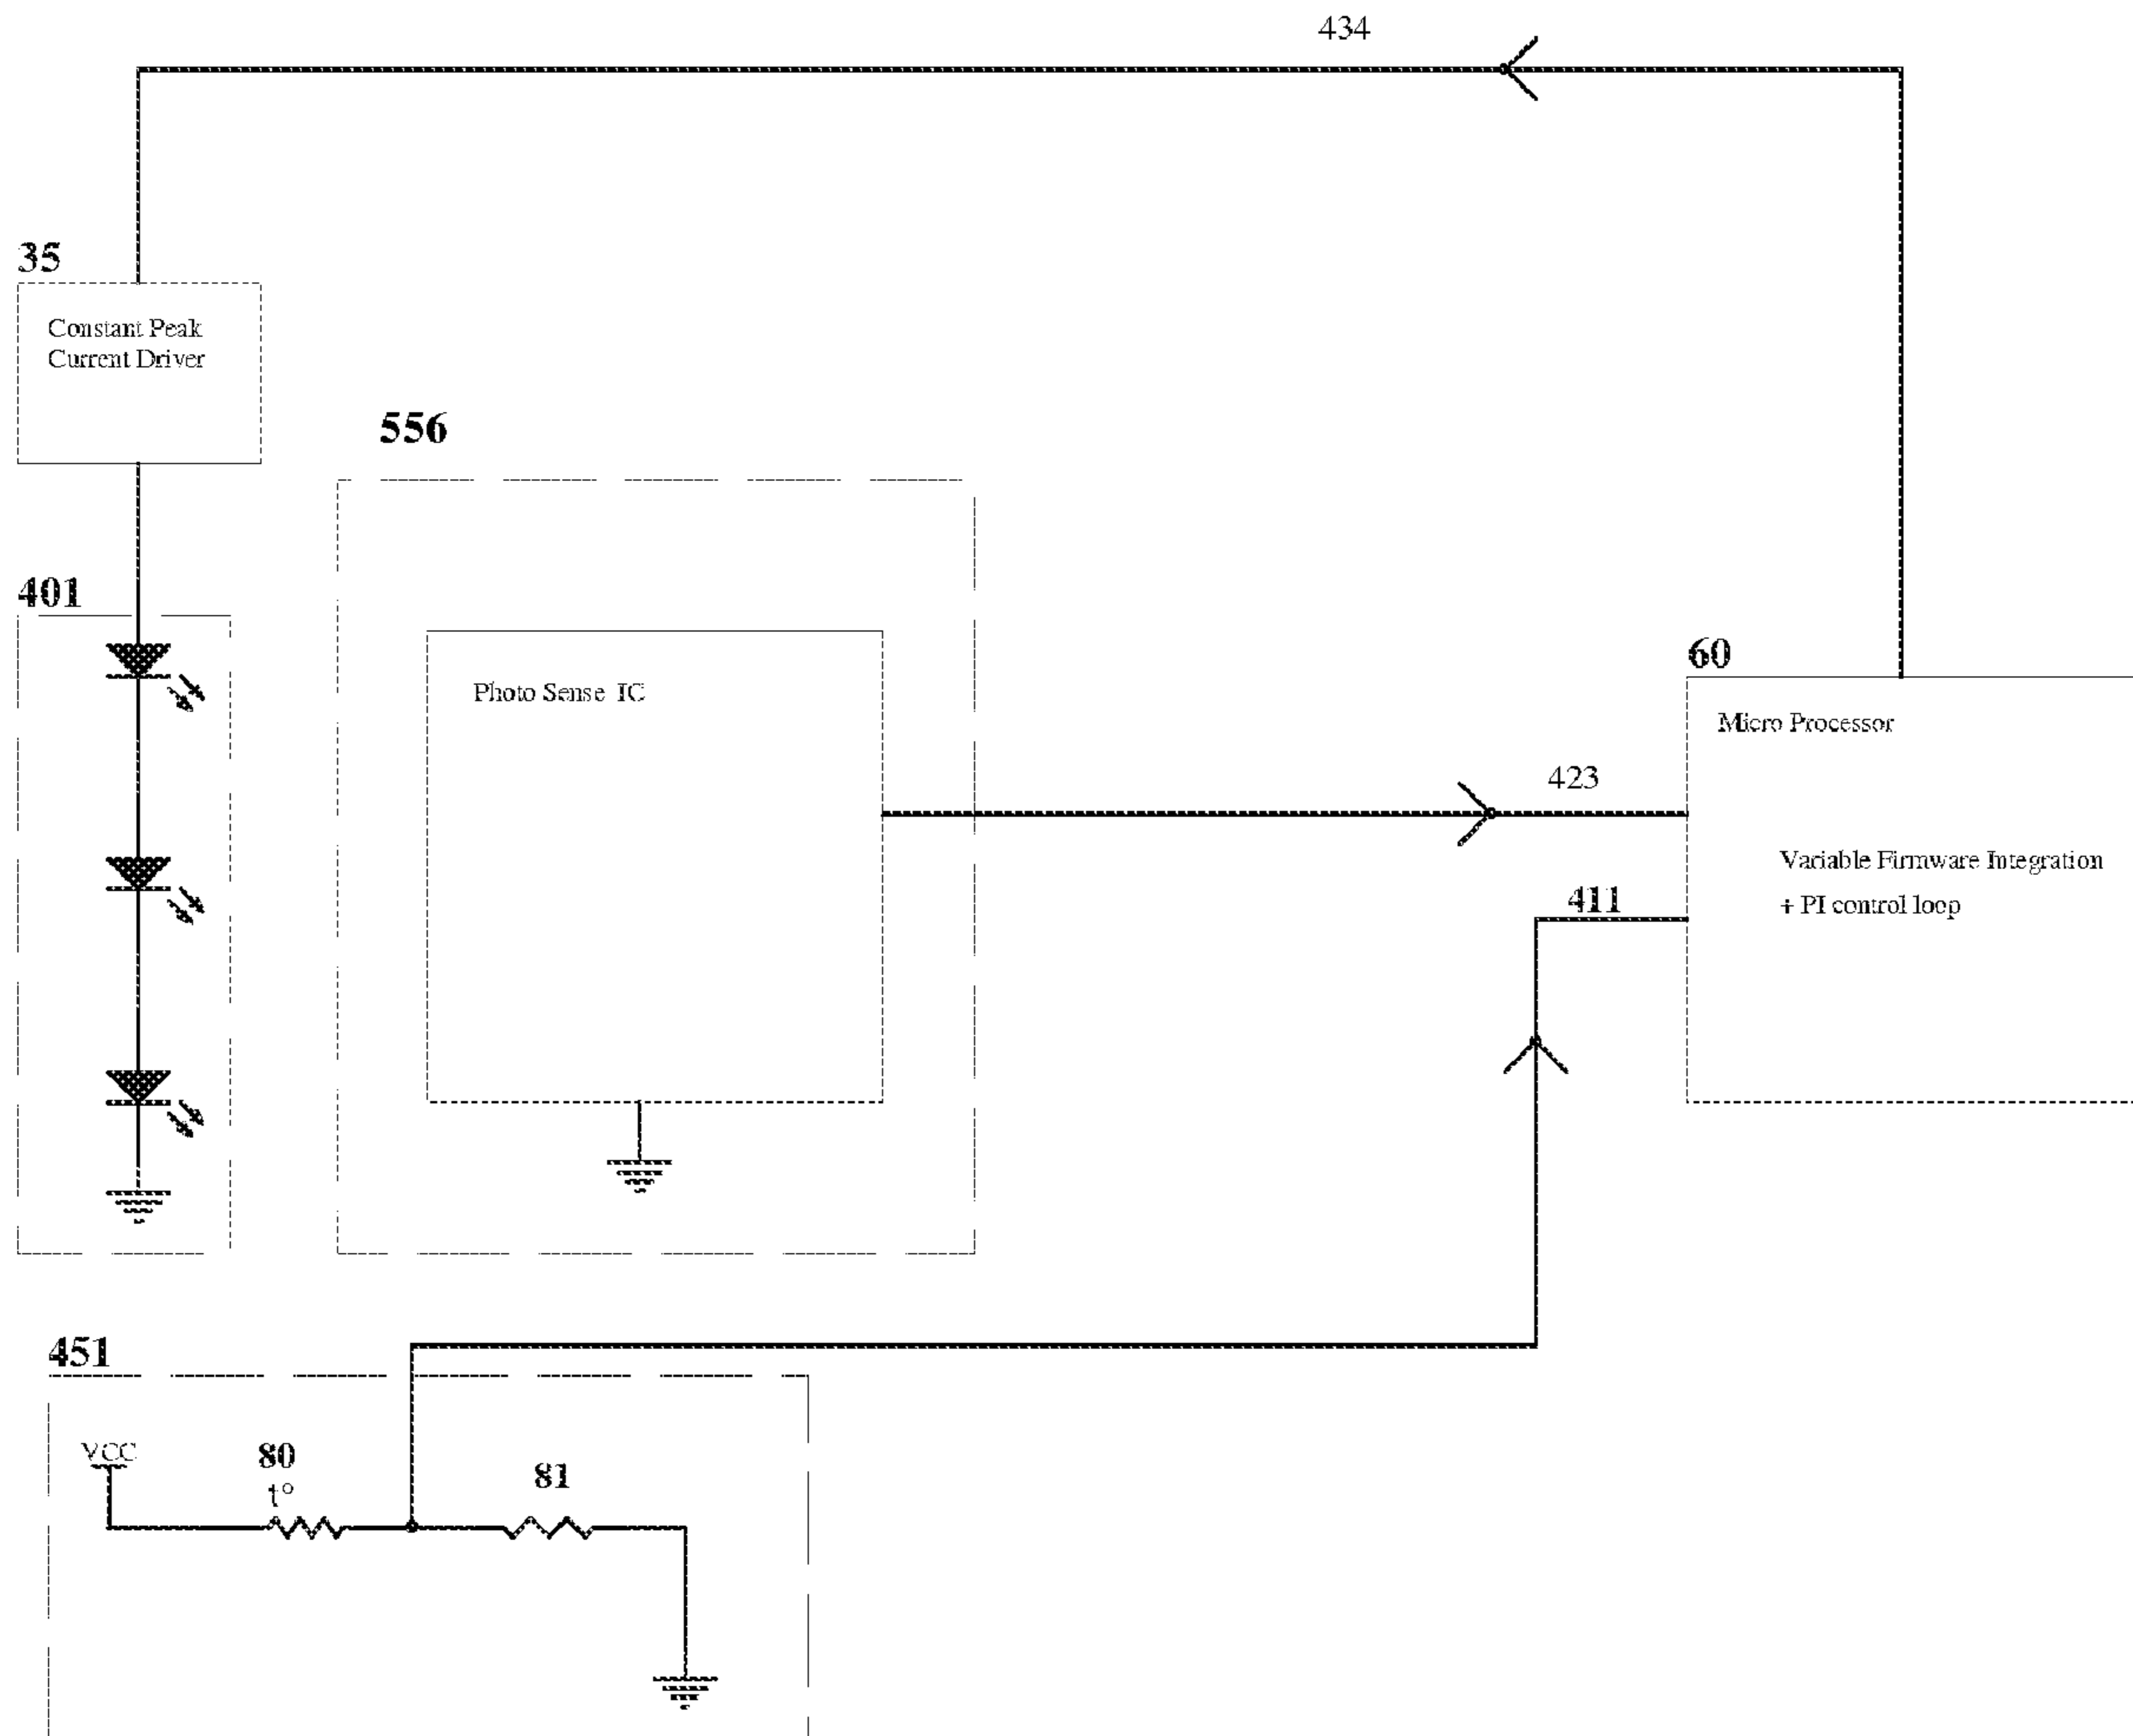 434
35
Constant Peak
Current Driver
556
401
Photo Sense IC
60
Micro Processor
423
Variable Firmware Integration
+ PI control loop
411
451
VCC
80
t°
81